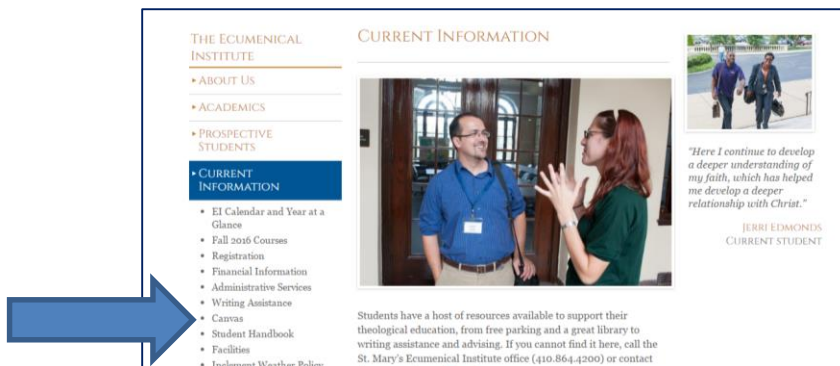 THE ECUMENICAL
INSTITUTE
ABOUT US
ACADEMICS
PROSPECTIVE
STUDENTS
CURRENT
INFORMATION
EI Calendar and Year at a
Glance
Fall 2016 Courses
Registration
Financial Information
Administrative Services
Writing Assistance
Canvas
Student Handbook
Facilities
Inclement Weather Policy
CURRENT INFORMATION
Students have a host of resources available to support their
theological education, from free parking and a great library to
writing assistance and advising. If you cannot find it here, call the
St. Mary's Ecumenical Institute office (410.864.4200) or contact
"Here I continue to develop
a deeper understanding of
my faith, which has helped
me develop a deeper
relationship with Christ."
JERRI EDMONDS
CURRENT STUDENT